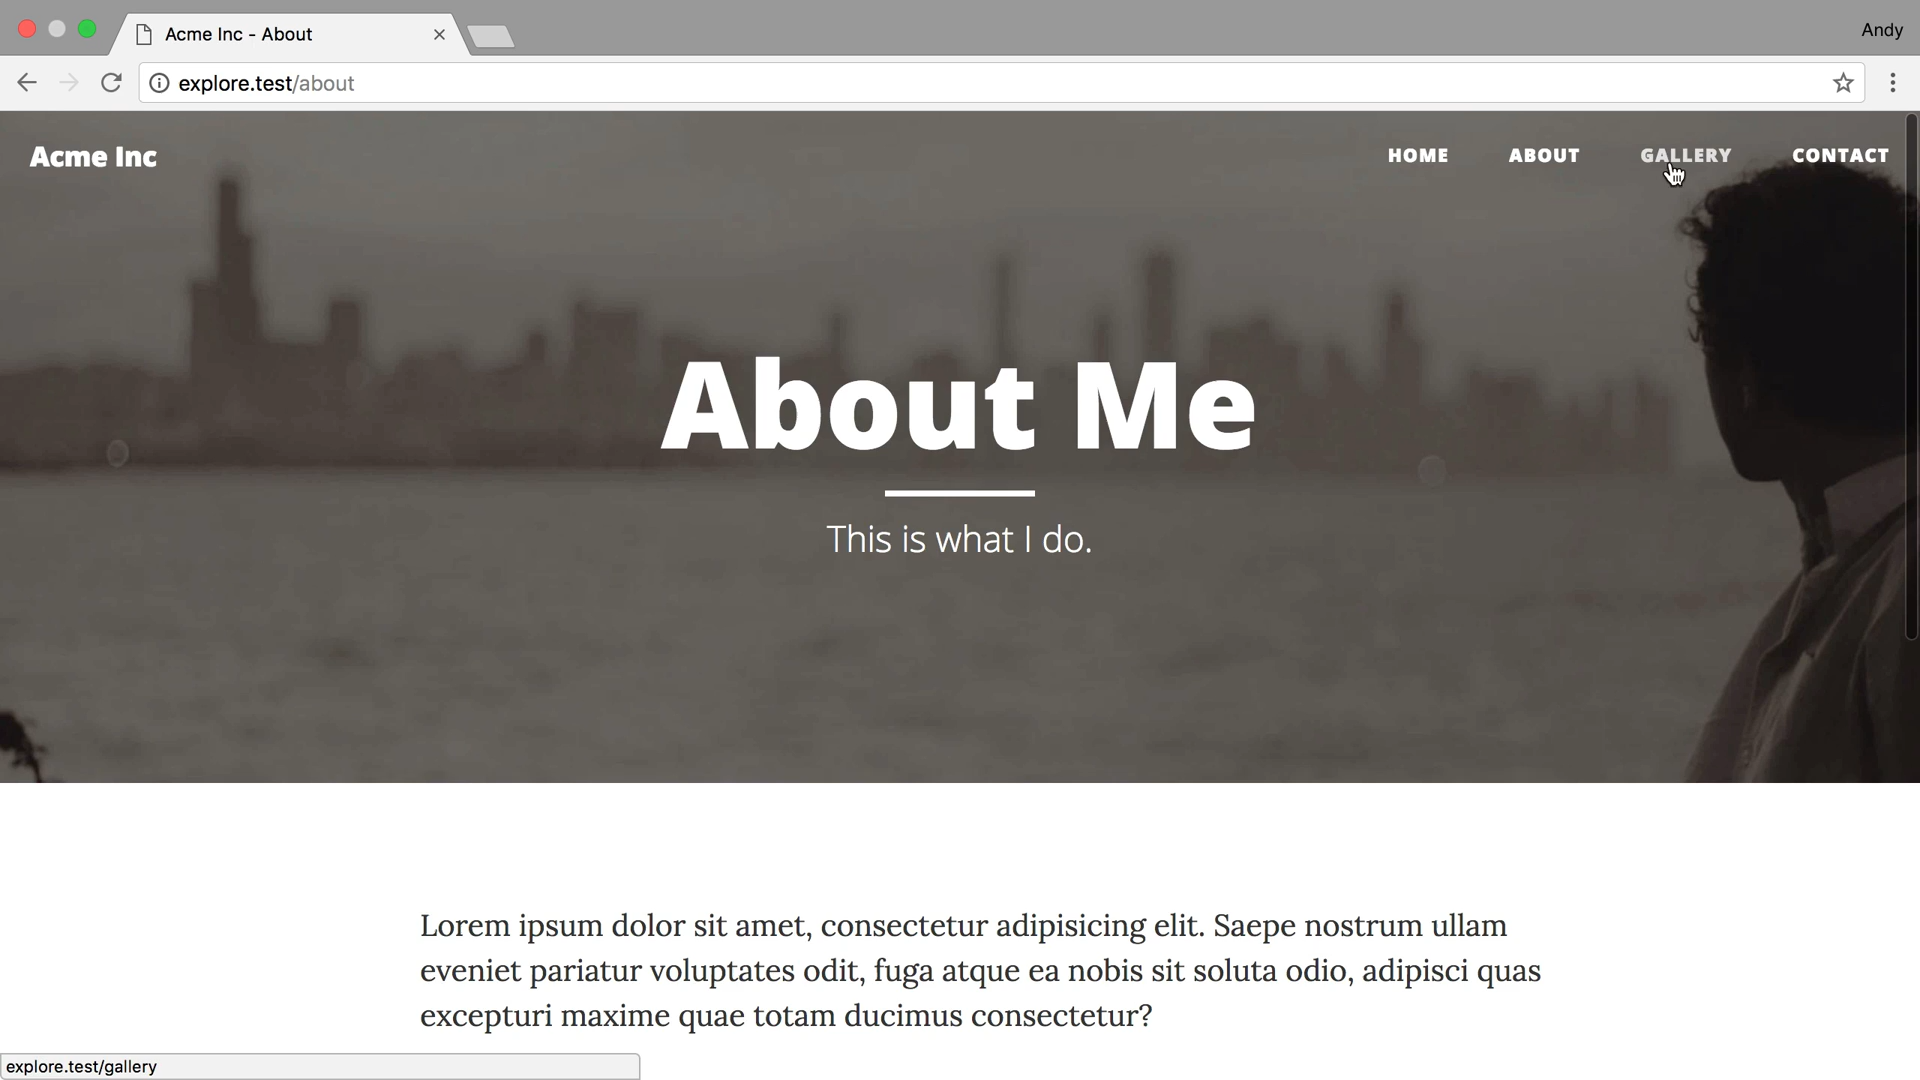 Acme Inc - About
Andy
explore.test/about
Acme Inc
HOME ABOUT GALLERY CONTACT
About Me
This is what I do.
Lorem ipsum dolor sit amet, consectetur adipisicing elit. Saepe nostrum ullam
eveniet pariatur voluptates odit, fuga atque ea nobis sit soluta odio, adipisci quas
excepturi maxime quae totam ducimus consectetur?
explore.test/gallery